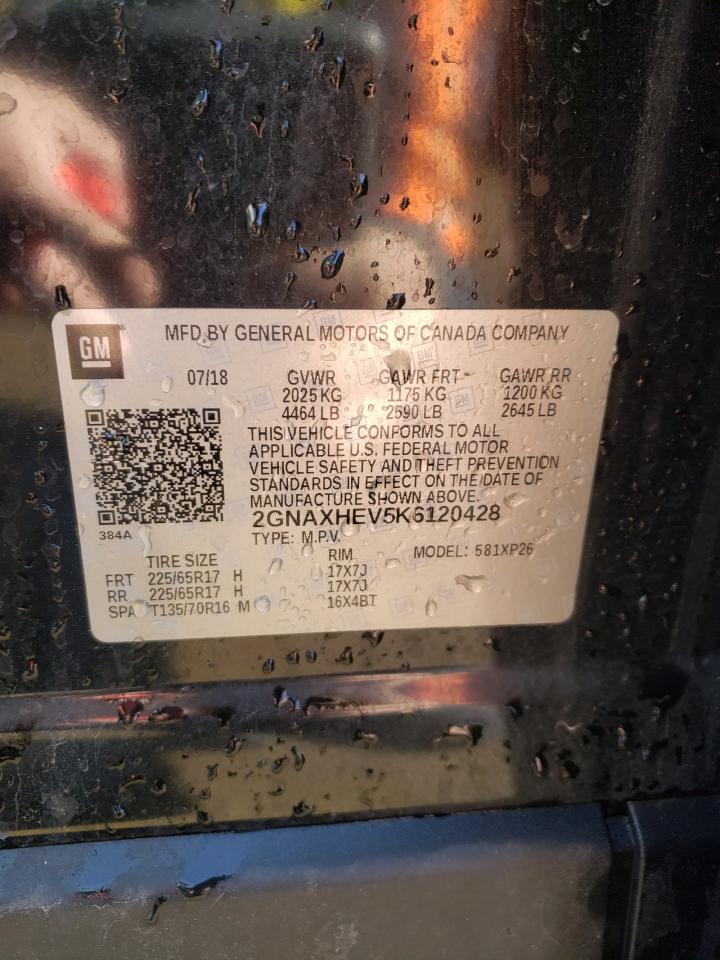 GM
MFD BY GENERAL MOTORS OF CANADA COMPANY
07/18 GVWR GAWR FRT GAWR RR
2025 KG 1175 KG 1200 KG
4464 LB 2590 LB 2645 LB
THIS VEHICLE CONFORMS TO ALL
APPLICABLE U.S. FEDERAL MOTOR
VEHICLE SAFETY AND THEFT PREVENTION
STANDARDS IN EFFECT ON THE DATE OF
MANUFACTURE SHOWN ABOVE.
2GNAXHEV5K6120428
384A
TYPE: M.P.V. MODEL: 581XP26
TIRE SIZE RIM
FRT 225/65R17 H 17X7J
RR 225/65R17 H 17X7J
SPA T135/70R16 M 16X4BT